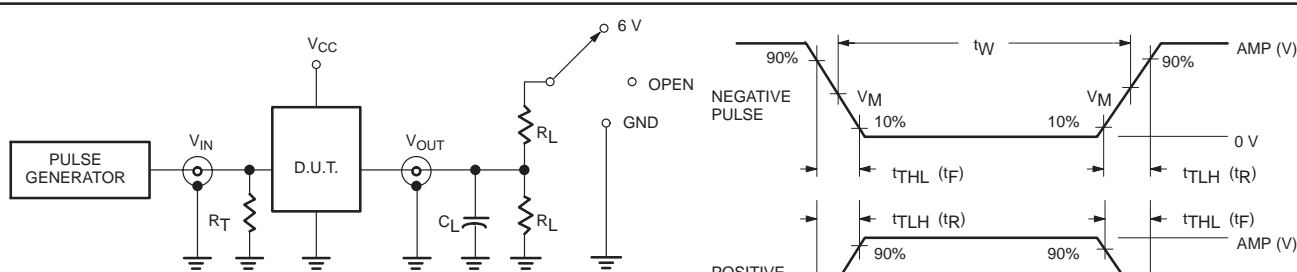 6 V
VCC
OPEN
GND
RL
PULSE
GENERATOR
VIN
D.U.T.
VOUT
RT
CL
RL
90%
tW
90%
AMP (V)
NEGATIVE
PULSE
VM
VM
10%
10%
0 V
tTHL (tF)
tTLH (tR)
tTLH (tR)
tTHL (tF)
90%
90%
AMP (V)
POSITIVE